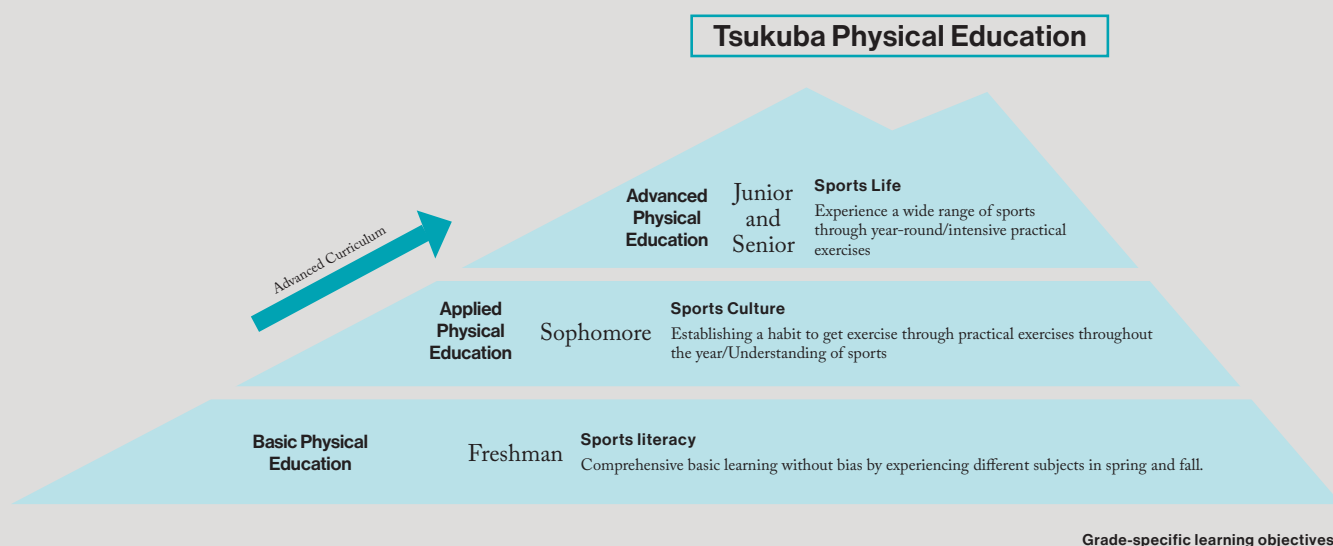 Tsukuba Physical Education
Advanced
Physical
Education
Junior
and
Senior
Sports Life
Experience a wide range of sports
through year-round/intensive practical
exercises
Advanced Curriculum
Applied
Physical
Education
Sophomore
Sports Culture
Establishing a habit to get exercise through practical exercises throughout
the year/Understanding of sports
Basic Physical
Education
Freshman
Sports literacy
Comprehensive basic learning without bias by experiencing different subjects in spring and fall.
Grade-specific learning objectives